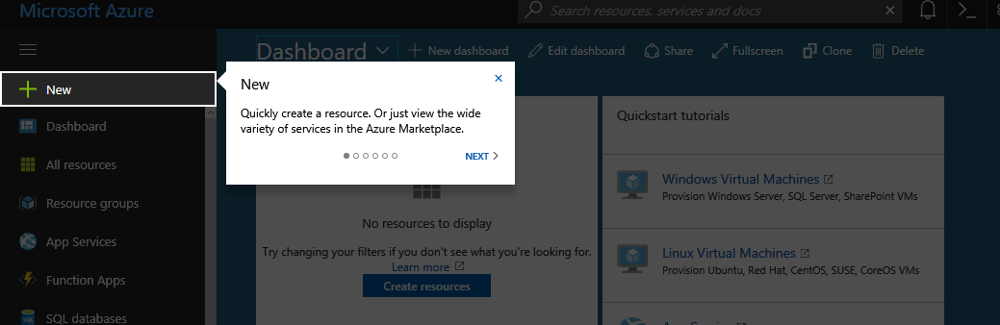 Microsoft Azure
Search resources, services and docs
Dashboard
New dashboard
Edit dashboard
Share
Fullscreen
Clone
Delete
New
Dashboard
All resources
Resource groups
App Services
Function Apps
SQL databases
New
Quickly create a resource. Or just view the wide
variety of services in the Azure Marketplace.
NEXT
No resources to display
Try changing your filters if you don't see what you're looking for.
Learn more
Create resources
Quickstart tutorials
Windows Virtual Machines
Provision Windows Server, SQL Server, SharePoint VMs
Linux Virtual Machines
Provision Ubuntu, Red Hat, CentOS, SUSE, CoreOS VMs